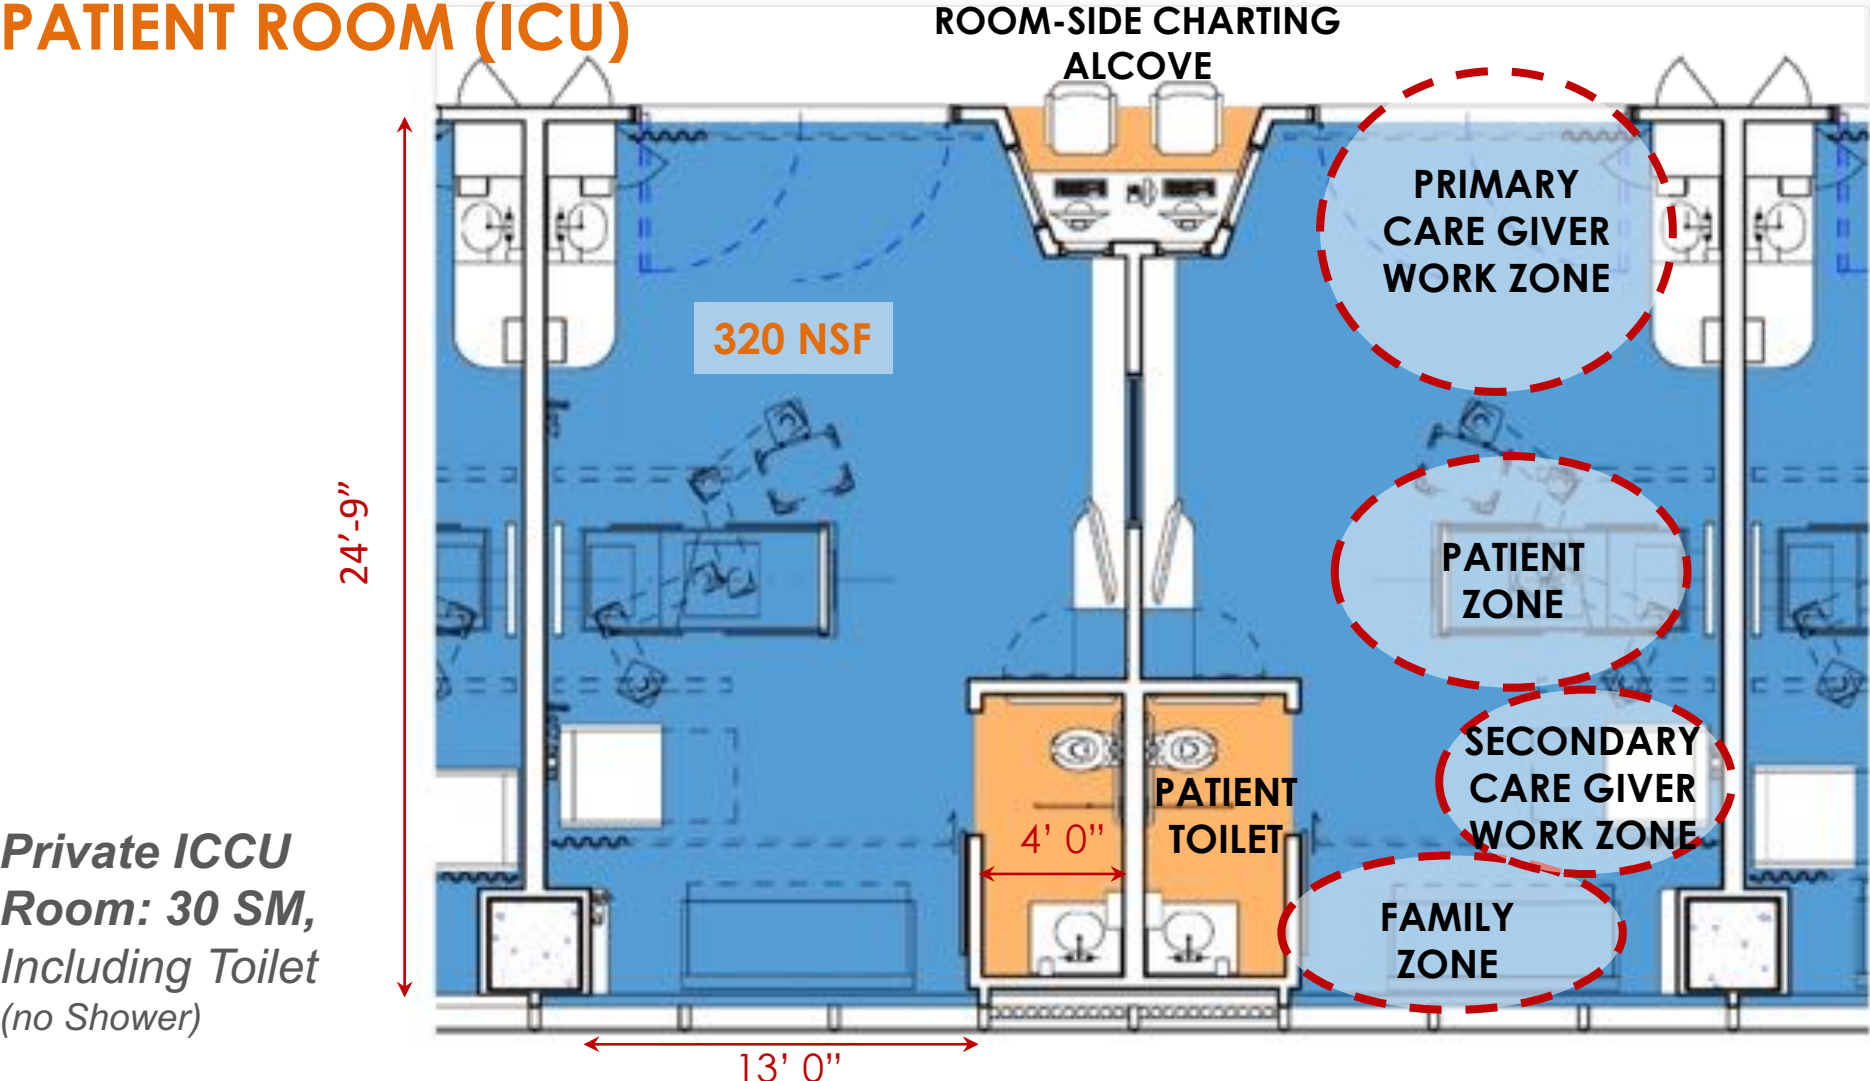 PATIENT ROOM (ICU)
ROOM-SIDE CHARTING
ALCOVE
PRIMARY
CARE GIVER
WORK ZONE
320 NSF
24’-9”
PATIENT
ZONE
SECONDARY
CARE GIVER
WORK ZONE
PATIENT
TOILET
4’ 0”
FAMILY
ZONE
Private ICCU
Room: 30 SM,
Including Toilet
(no Shower)
13’ 0”